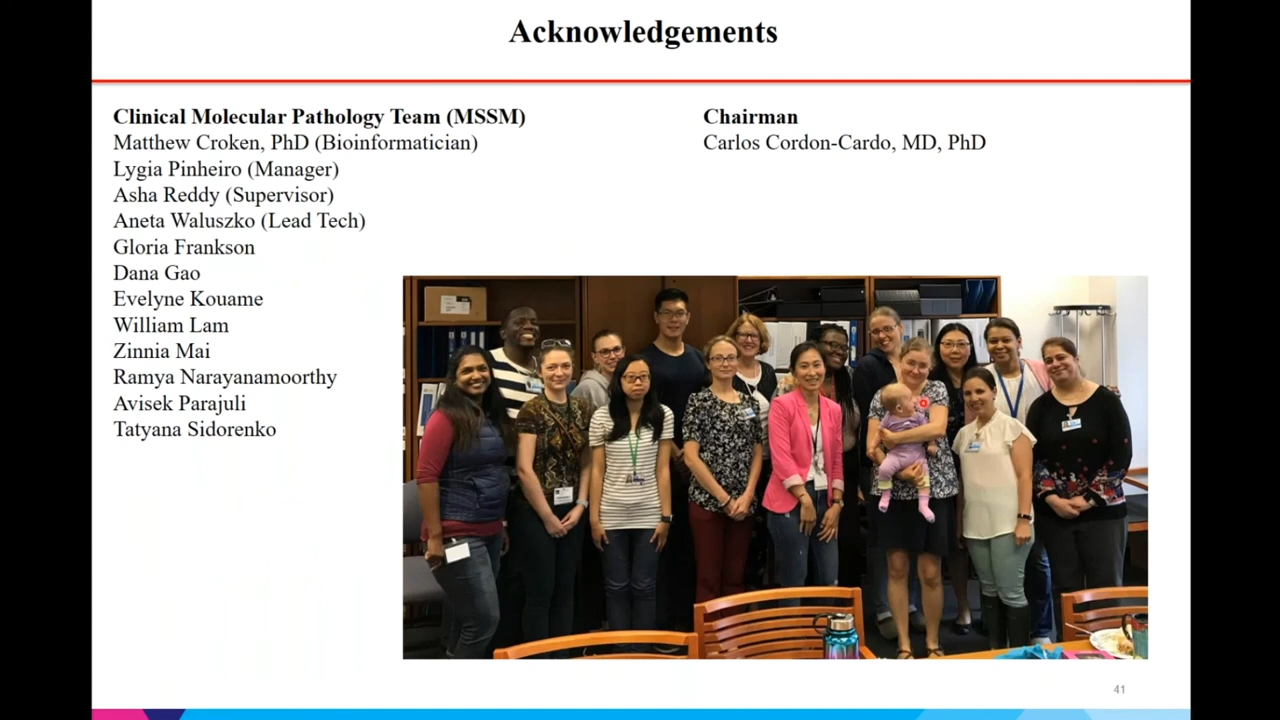 Acknowledgements
Clinical Molecular Pathology Team (MSSM)
Matthew Croken, PhD (Bioinformatician)
Lygia Pinheiro (Manager)
Asha Reddy (Supervisor)
Aneta Waluszko (Lead Tech)
Gloria Frankson
Dana Gao
Evelyne Kouame
William Lam
Zinnia Mai
Ramya Narayanamoorthy
Avisek Parajuli
Tatyana Sidorenko
Chairman
Carlos Cordon-Cardo, MD, PhD
41